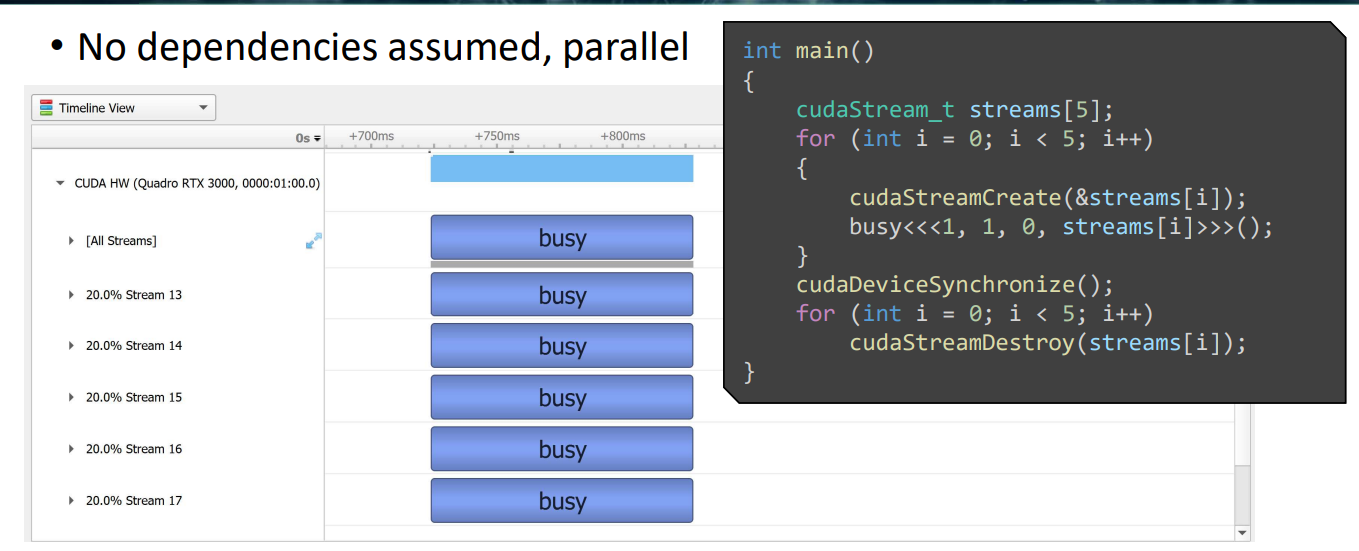 • No dependencies assumed, parallel
Timeline View
0s
+700ms
+750ms
+800ms
CUDA HW (Quadro RTX 3000, 0000:01:00.0)
[All Streams]
busy
20.0% Stream 13
busy
20.0% Stream 14
busy
20.0% Stream 15
busy
20.0% Stream 16
busy
20.0% Stream 17
busy
int main()
{
    cudaStream_t streams[5];
    for (int i = 0; i < 5; i++)
    {
        cudaStreamCreate(&streams[i]);
        busy<<<1, 1, 0, streams[i]>>>();
    }
    cudaDeviceSynchronize();
    for (int i = 0; i < 5; i++)
        cudaStreamDestroy(streams[i]);
}